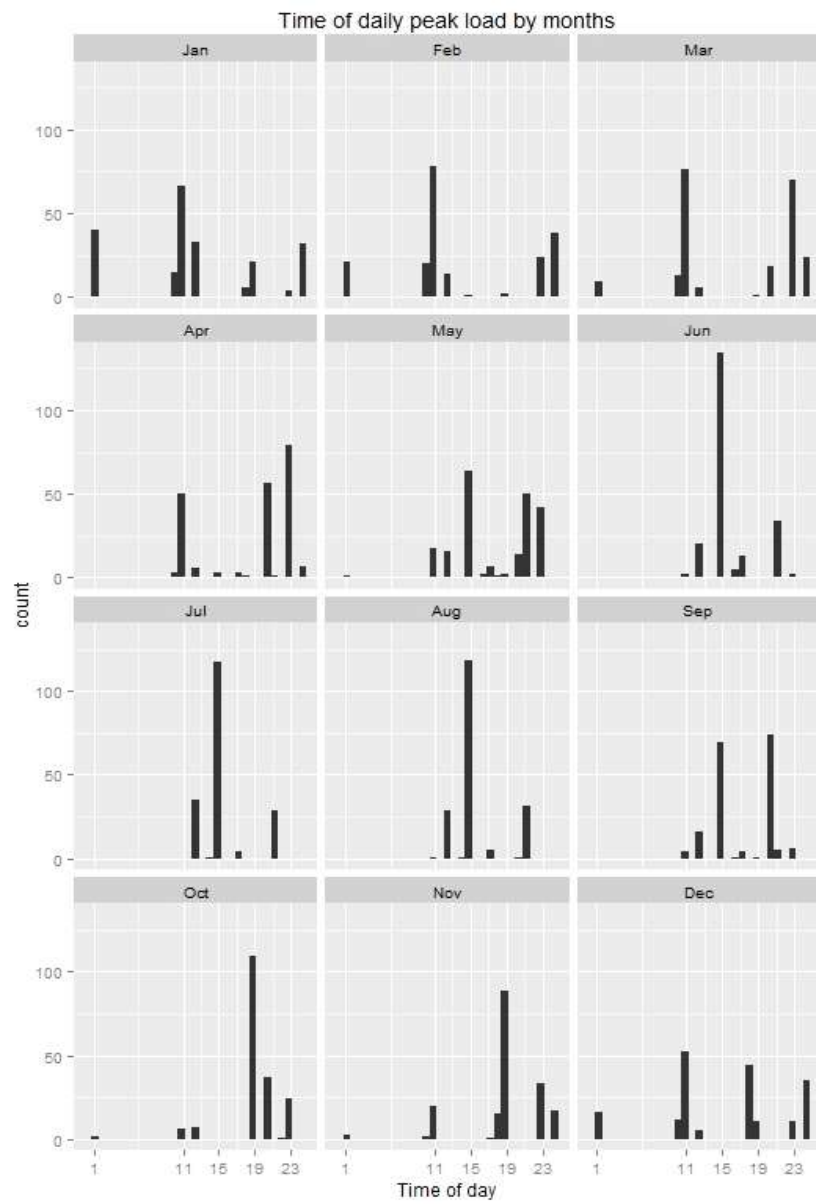 Time of daily peak load by months
Jan Feb Mar
100
50
0
Apr May Jun
100
50
0
count
Jul Aug Sep
100
50
0
Oct Nov Dec
100
50
0
1 11 15 19 23 1 11 15 19 23 1 11 15 19 23
Time of day